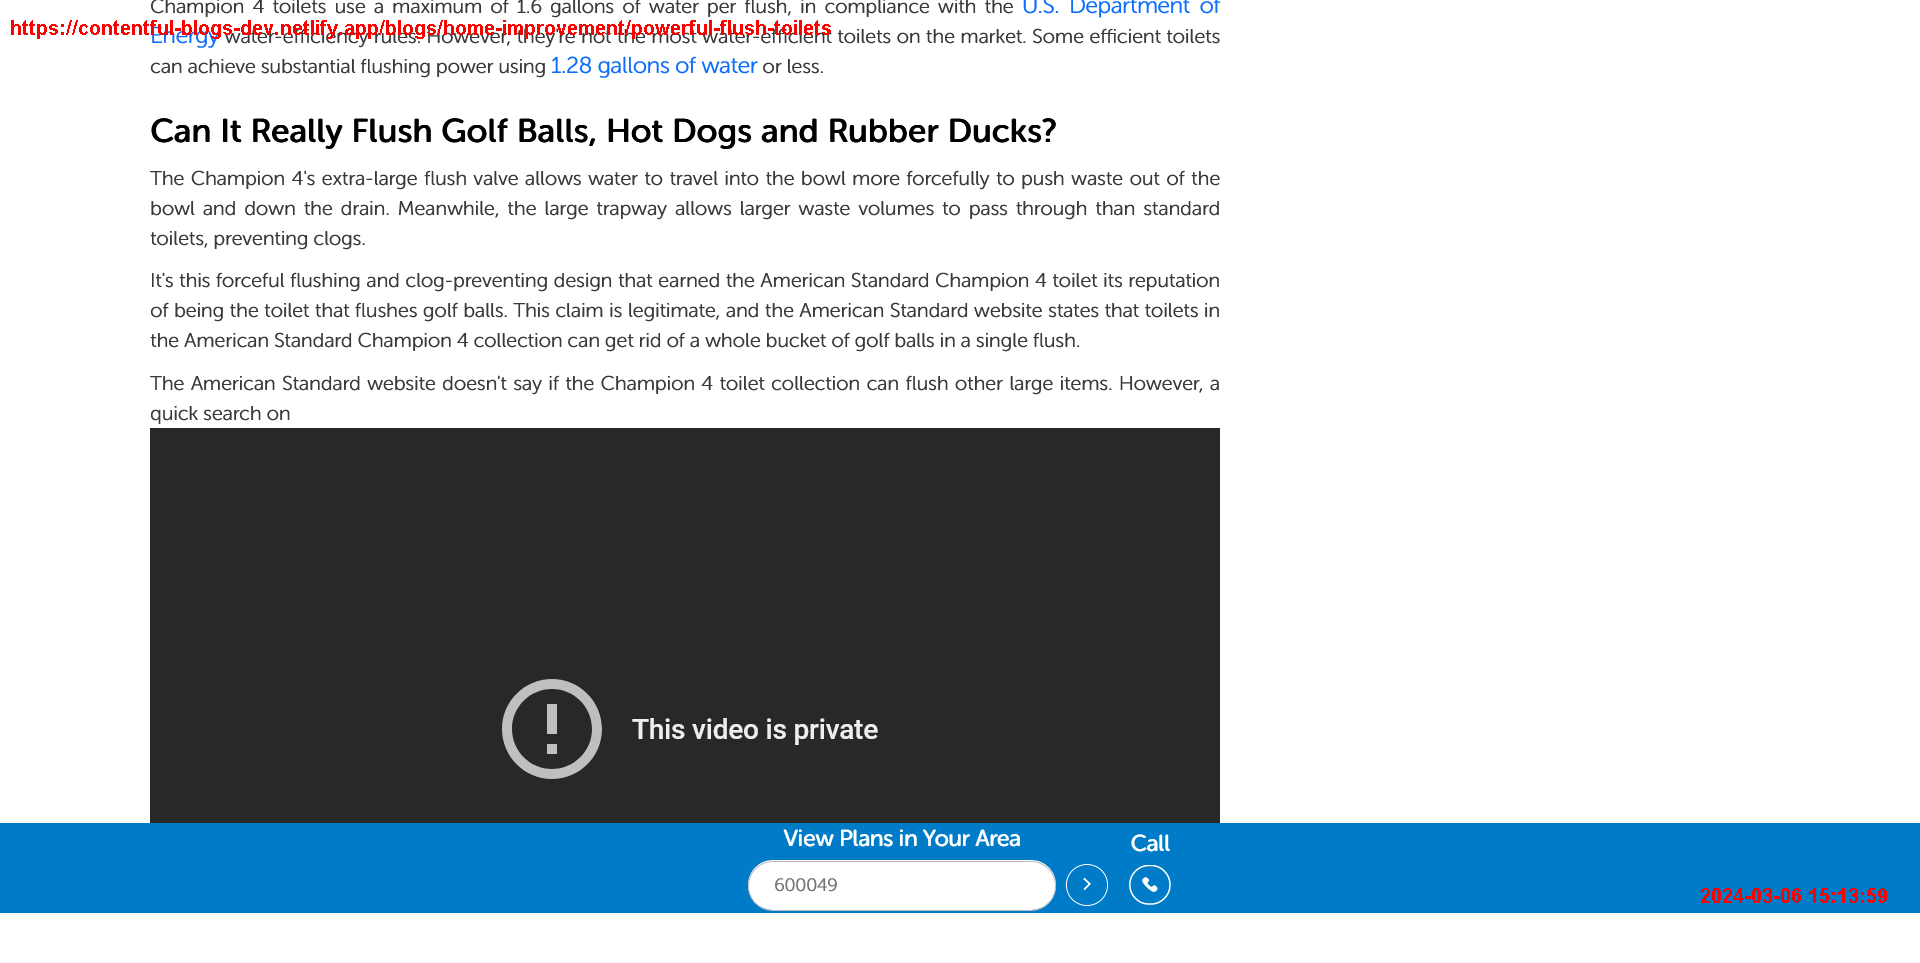 Champion 4 toilets use a maximum of 1.6 gallons of water per flush, in compliance with the U.S. Department of
https://contentful-blogs-dev.netlify.app/blogs/home-improvement/powerful-flush-toilets
Energy water-efficiency rules. However, they're not the most water-efficient toilets on the market. Some efficient toilets
can achieve substantial flushing power using 1.28 gallons of water or less.
Can It Really Flush Golf Balls, Hot Dogs and Rubber Ducks?
The Champion 4's extra-large flush valve allows water to travel into the bowl more forcefully to push waste out of the
bowl and down the drain. Meanwhile, the large trapway allows larger waste volumes to pass through than standard
toilets, preventing clogs.
It's this forceful flushing and clog-preventing design that earned the American Standard Champion 4 toilet its reputation
of being the toilet that flushes golf balls. This claim is legitimate, and the American Standard website states that toilets in
the American Standard Champion 4 collection can get rid of a whole bucket of golf balls in a single flush.
The American Standard website doesn't say if the Champion 4 toilet collection can flush other large items. However, a
quick search on
This video is private
View Plans in Your Area
Call
600049
2024-03-06 15:13:59